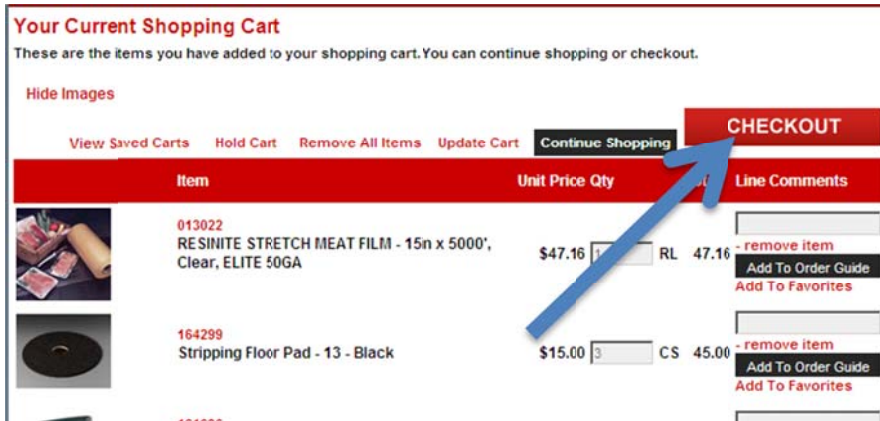 Your Current Shopping Cart
These are the items you have added to your shopping cart.You can continue shopping or checkout.
Hide Images
View Saved Carts Hold Cart Remove All Items Update Cart Continue Shopping CHECKOUT
Item Unit Price Qty Line Comments
013022
RESINITE STRETCH MEAT FILM - 15n x 5000',
Clear, ELITE 50GA
$47.16 1 RL 47.16
- remove item
Add To Order Guide
Add To Favorites
164299
Stripping Floor Pad - 13 - Black
$15.00 3 CS 45.00
- remove item
Add To Order Guide
Add To Favorites